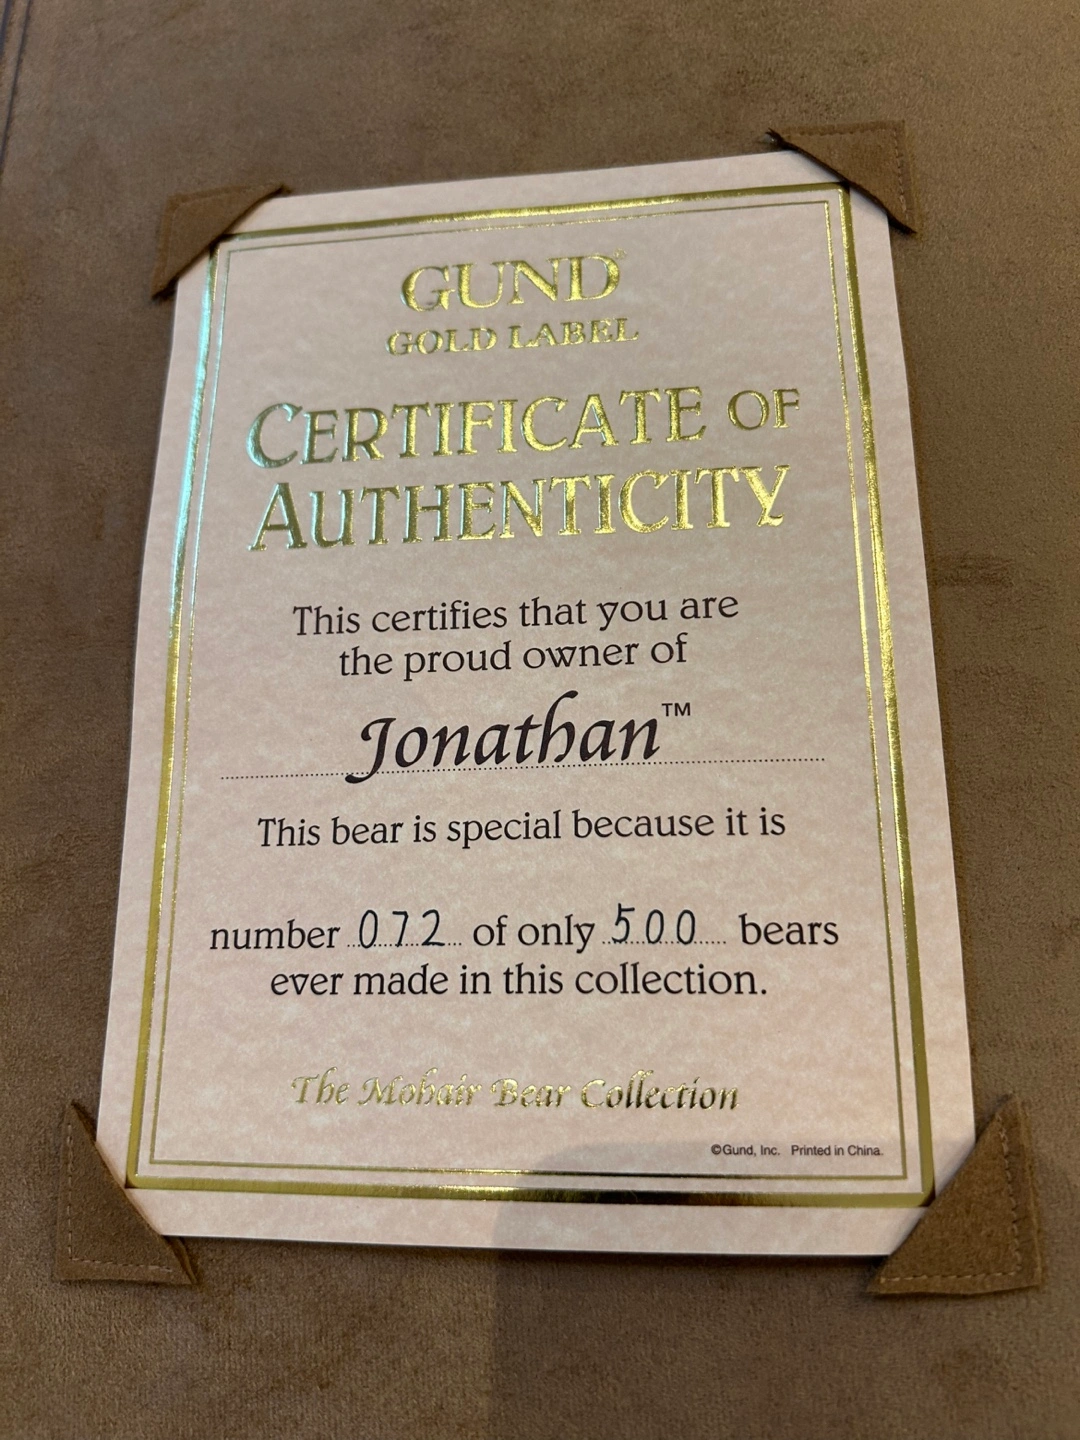 GUND®
GOLD LABEL
CERTIFICATE OF
AUTHENTICITY
This certifies that you are
the proud owner of
Jonathan™
This bear is special because it is
number 072 of only 500 bears
ever made in this collection.
The Mohair Bear Collection
©Gund, Inc. Printed in China.